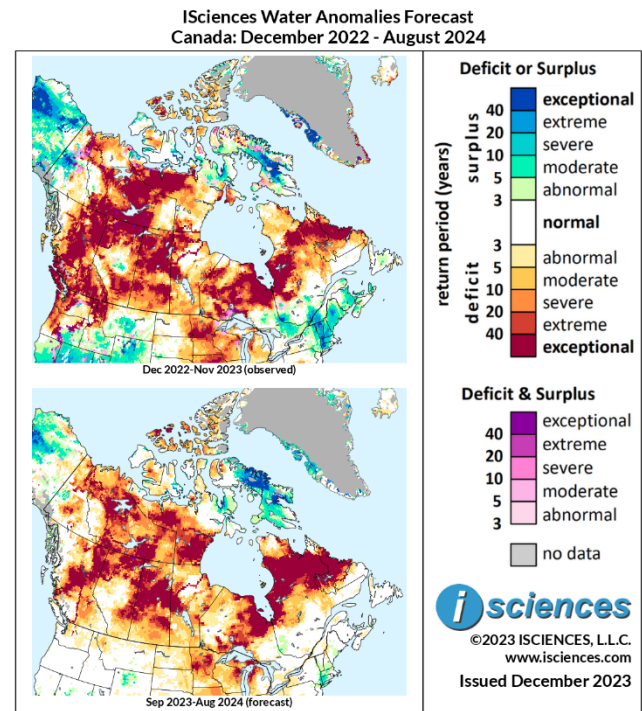 ISciences Water Anomalies Forecast
Canada: December 2022 - August 2024
Dec 2022-Nov 2023 (observed)
Sep 2023-Aug 2024 (forecast)
Deficit or Surplus
return period (years)
deficit
surplus
exceptional
40
extreme
20
severe
10
moderate
5
abnormal
3
normal
3
abnormal
5
moderate
10
severe
20
extreme
40
exceptional
Deficit & Surplus
exceptional
40
extreme
20
severe
10
moderate
5
abnormal
3
no data
i sciences
©2023 ISCIENCES, L.L.C.
www.isciences.com
Issued December 2023